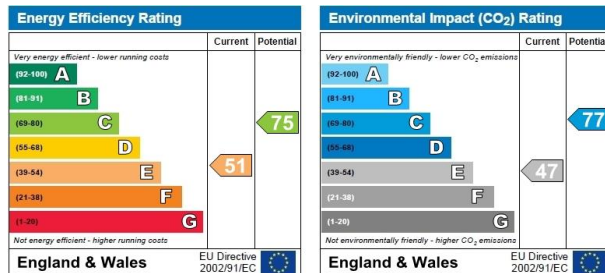 Energy Efficiency Rating
Current Potential
Very energy efficient - lower running costs
(92-100) A
(81-91) B
(69-80) C
75
(55-68) D
(39-54) E
51
(21-38) F
(1-20) G
Not energy efficient - higher running costs
England & Wales
EU Directive
2002/91/EC
Environmental Impact (CO₂) Rating
Current Potential
Very environmentally friendly - lower CO₂ emissions
(92-100) A
(81-91) B
(69-80) C
77
(55-68) D
(39-54) E
47
(21-38) F
(1-20) G
Not environmentally friendly - higher CO₂ emissions
England & Wales
EU Directive
2002/91/EC